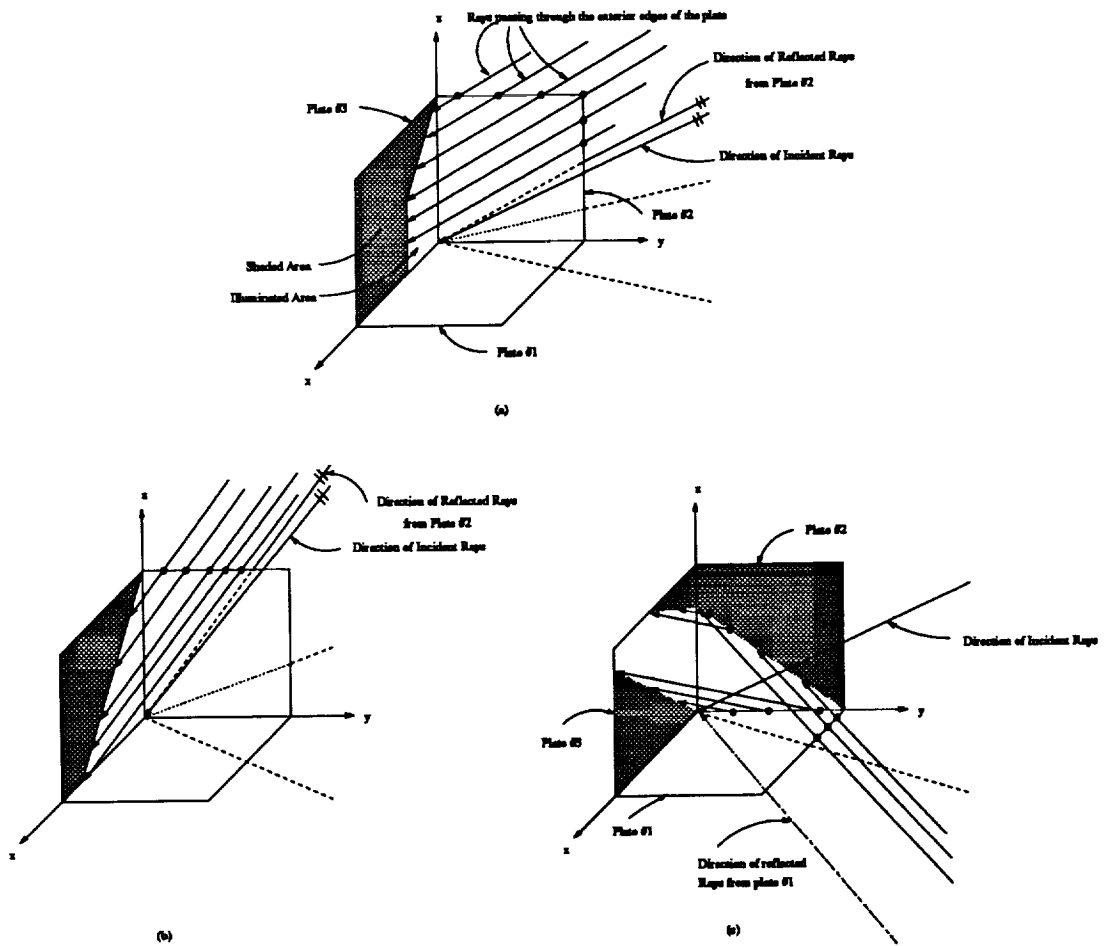 z
Rays passing through the exterior edges of the plate
Direction of Reflected Rays
from Plate #2
Plate #3
Direction of Incident Rays
Plate #2
y
Shaded Area
Illuminated Area
Plate #1
x
(a)
z
Direction of Reflected Rays
from Plate #2
Direction of Incident Rays
y
x
(b)
z
Plate #2
Direction of Incident Rays
y
Plate #3
Plate #1
x
Direction of reflected
Rays from plate #1
(c)